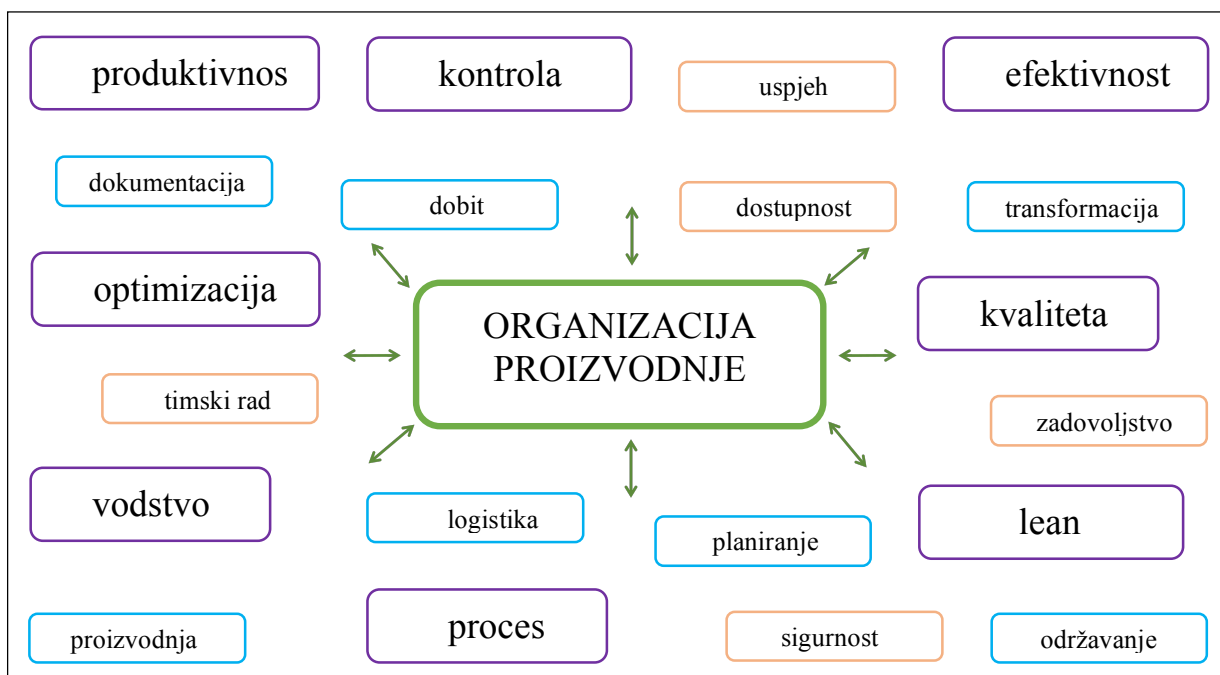 produktivnos
kontrola
uspjeh
efektivnost
dokumentacija
dobit
dostupnost
transformacija
optimizacija
ORGANIZACIJA
PROIZVODNJE
kvaliteta
timski rad
zadovoljstvo
vodstvo
logistika
planiranje
lean
proizvodnja
proces
sigurnost
održavanje